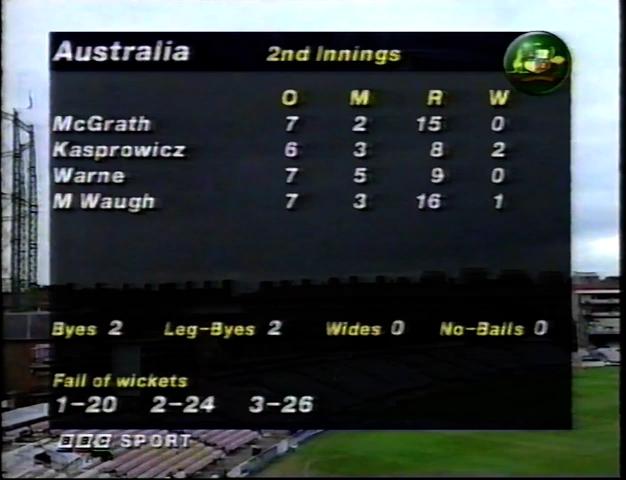 Australia 2nd Innings
O M R W
McGrath 7 2 15 0
Kasprowicz 6 3 8 2
Warne 7 5 9 0
M Waugh 7 3 16 1
Byes 2 Leg-Byes 2 Wides 0 No-Balls 0
Fall of wickets
1-20 2-24 3-26
BBC SPORT